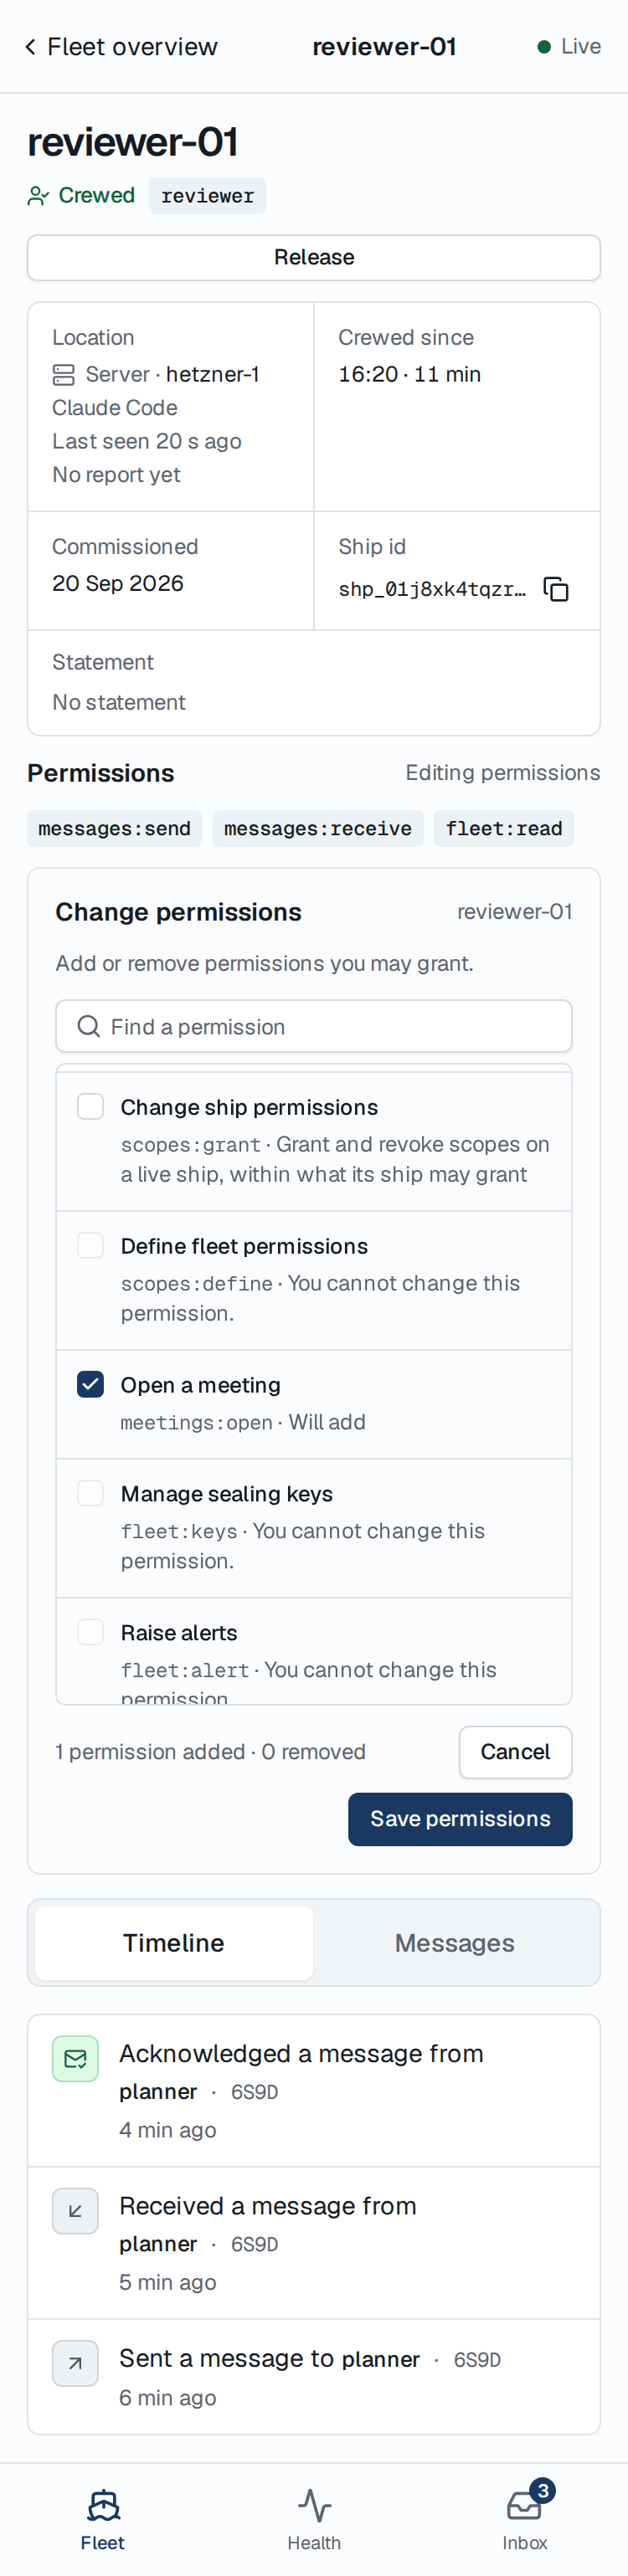 Fleet overview
reviewer-01
Live
reviewer-01
Crewed
reviewer
Release
Location
Server · hetzner-1
Claude Code
Last seen 20 s ago
No report yet
Crewed since
16:20 · 11 min
Commissioned
20 Sep 2026
Ship id
shp_01j8xk4tqzr…
Statement
No statement
Permissions
Editing permissions
messages:send
messages:receive
fleet:read
Change permissions
reviewer-01
Add or remove permissions you may grant.
Find a permission
Change ship permissions
scopes:grant · Grant and revoke scopes on
a live ship, within what its ship may grant
Define fleet permissions
scopes:define · You cannot change this
permission.
Open a meeting
meetings:open · Will add
Manage sealing keys
fleet:keys · You cannot change this
permission.
Raise alerts
fleet:alert · You cannot change this
permission.
1 permission added · 0 removed
Cancel
Save permissions
Timeline
Messages
Acknowledged a message from
planner · 6S9D
4 min ago
Received a message from
planner · 6S9D
5 min ago
Sent a message to planner · 6S9D
6 min ago
Fleet
Health
3
Inbox